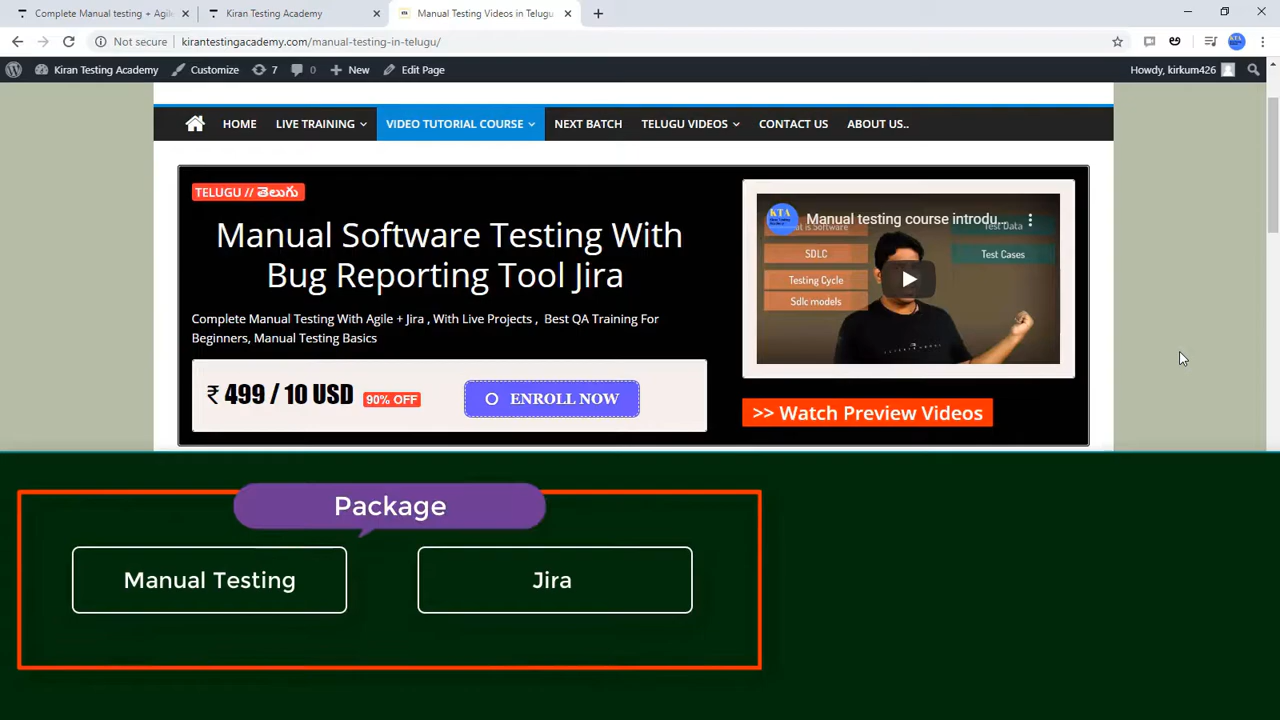 Complete Manual testing + Agi
Kiran Testing Academy
Manual Testing Videos in Telugu
Not secure
kirantestingacademy.com/manual-testing-in-telugu/
Kiran Testing Academy
Customize
7
0
New
Edit Page
Howdy, kirkum426
HOME
LIVE TRAINING
VIDEO TUTORIAL COURSE
NEXT BATCH
TELUGU VIDEOS
CONTACT US
ABOUT US..
TELUGU // తెలుగు
Manual Software Testing With
Bug Reporting Tool Jira
Complete Manual Testing With Agile + Jira , With Live Projects , Best QA Training For
Beginners, Manual Testing Basics
₹ 499 / 10 USD
90% OFF
ENROLL NOW
KTA
Manual testing course introdu...
at is Software
Test Data
SDLC
Test Cases
Testing Cycle
Sdlc models
>> Watch Preview Videos
Package
Manual Testing
Jira